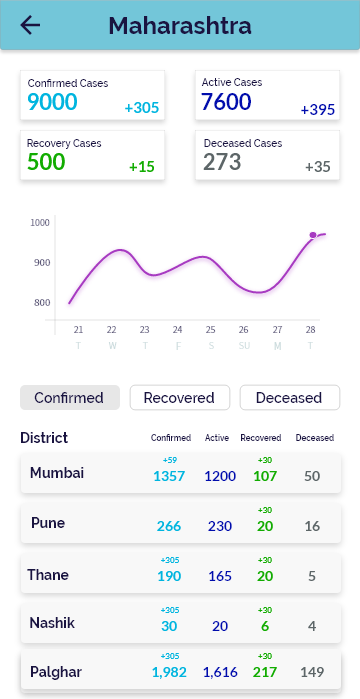 Maharashtra
Confirmed Cases Active Cases
9000 +305 7600 +395
Recovery Cases Deceased Cases
500 +15 273 +35
1000
900
800
21 22 23 24 25 26 27 28
T W T F S SU M T
Confirmed Recovered Deceased
District Confirmed Active Recovered Deceased
+59 +30
Mumbai 1357 1200 107 50
+30
Pune 266 230 20 16
+305 +30
Thane 190 165 20 5
+305 +30
Nashik 30 20 6 4
+305 +30
Palghar 1,982 1,616 217 149